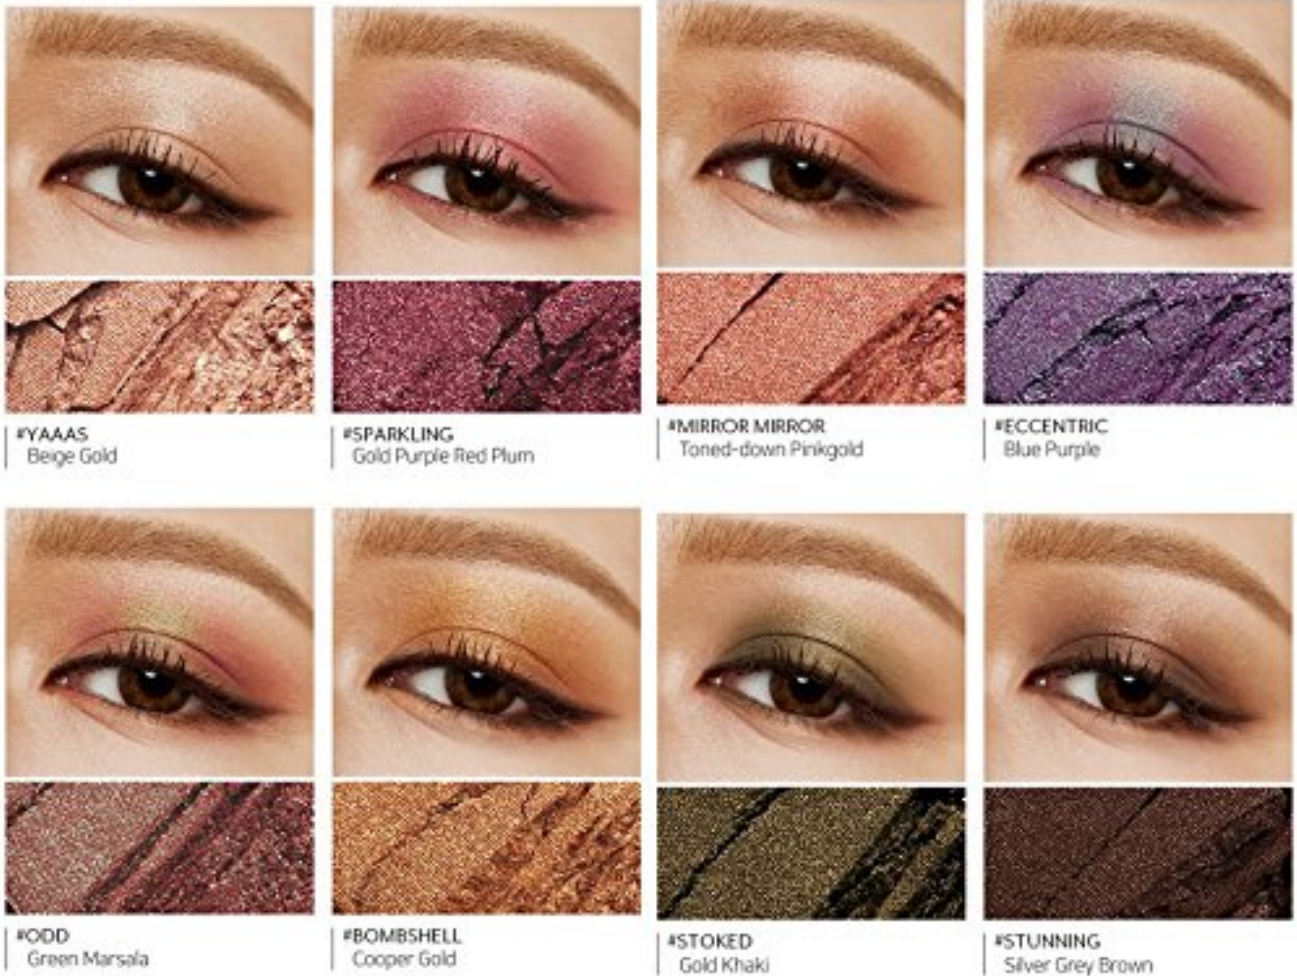 #YAAAS
Beige Gold
#SPARKLING
Gold Purple Red Plum
#MIRROR MIRROR
Toned-down Pinkgold
#ECCENTRIC
Blue Purple
#ODD
Green Marsala
#BOMBSHELL
Cooper Gold
#STOKED
Gold Khaki
#STUNNING
Silver Grey Brown